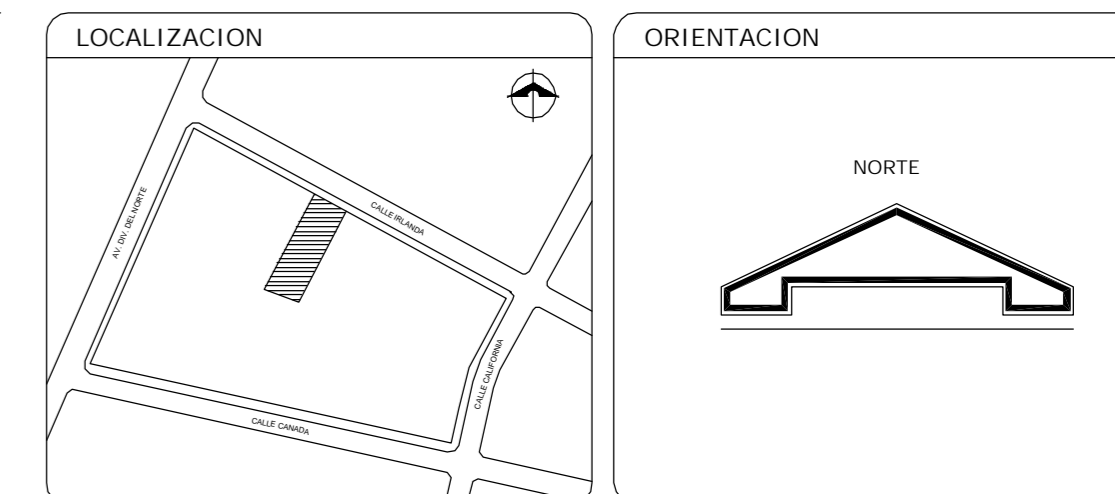 LOCALIZACION
ORIENTACION
NORTE
AV. DIV. DEL NORTE
CALLE IRLANDA
CALLE CALIFORNIA
CALLE CANADA